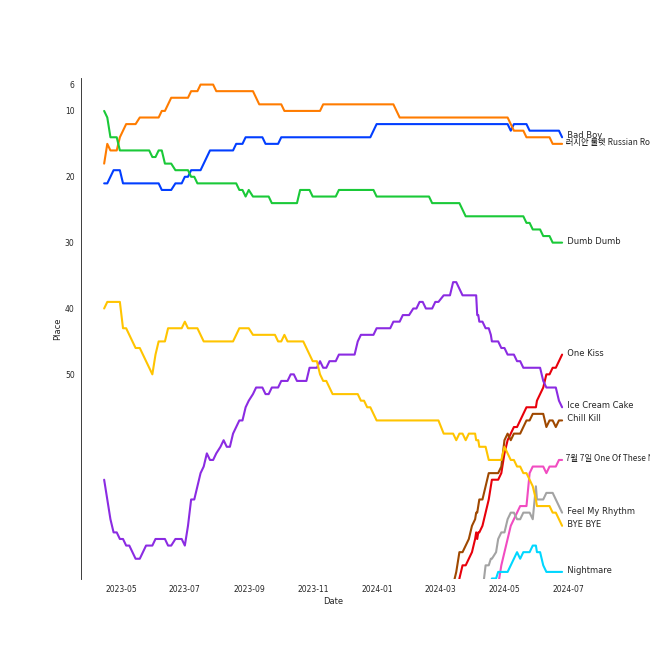 6
10
20
30
40
50
Place
Bad Boy
러시안 룰렛 Russian Ro
Dumb Dumb
One Kiss
Ice Cream Cake
Chill Kill
7월 7일 One Of These N
Feel My Rhythm
BYE BYE
Nightmare
2023-05
2023-07
2023-09
2023-11
2024-01
2024-03
2024-05
2024-07
Date